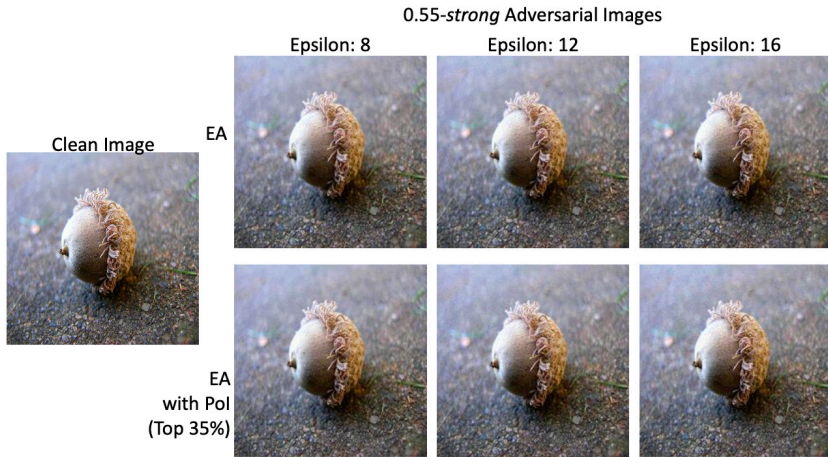 0.55-strong Adversarial Images
Epsilon: 8
Epsilon: 12
Epsilon: 16
Clean Image
EA
EA
with PoI
(Top 35%)